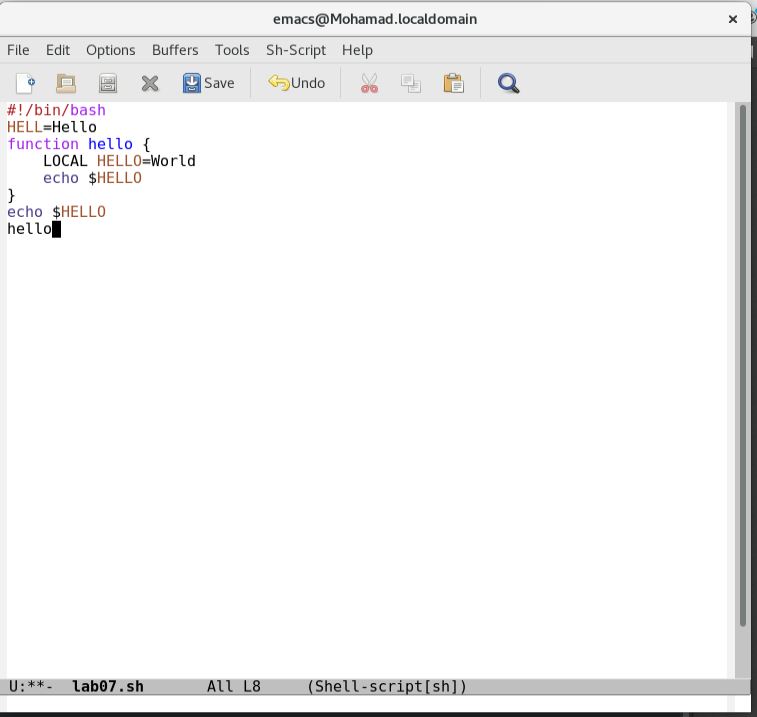 emacs@Mohamad.localdomain ×
File Edit Options Buffers Tools Sh-Script Help
Save Undo
#!/bin/bash
HELL=Hello
function hello {
    LOCAL HELLO=World
    echo $HELLO
}
echo $HELLO
hello
U:**-  lab07.sh       All L8     (Shell-script[sh])